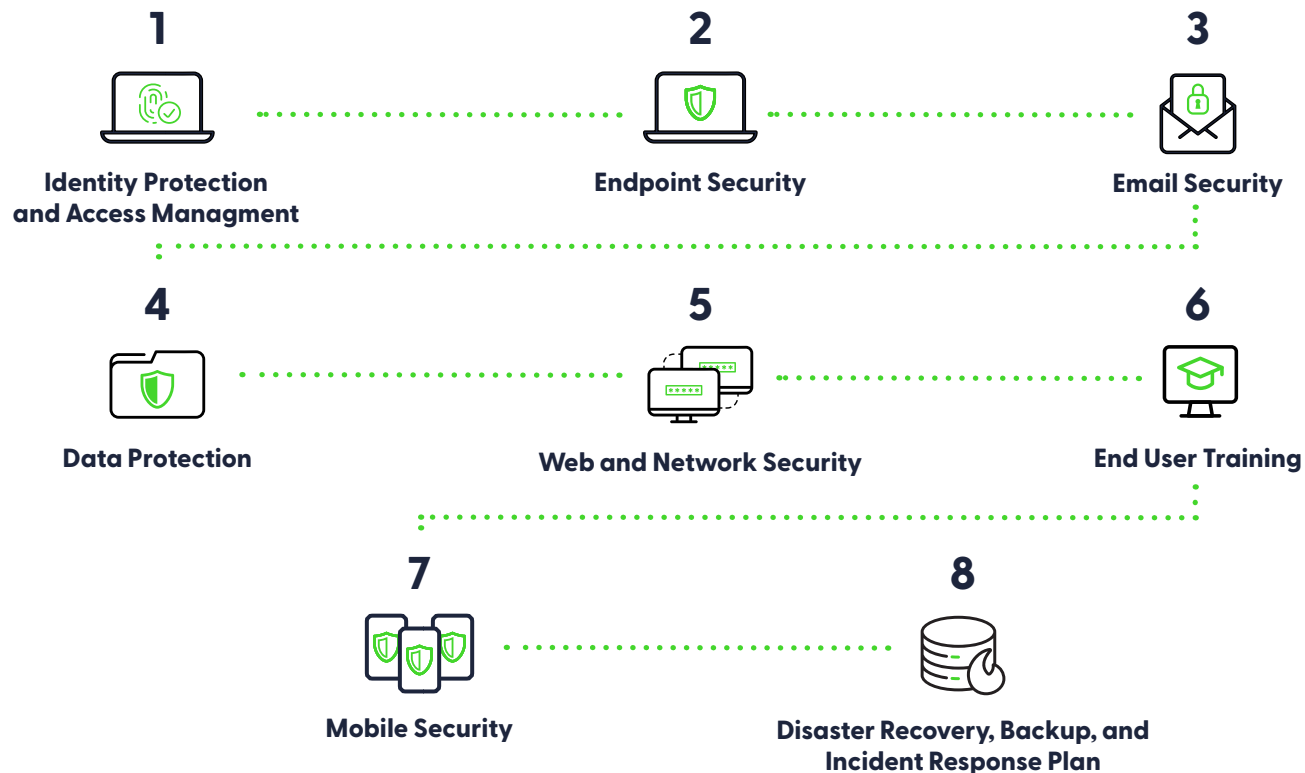 1
2
3
Identity Protection
and Access Managment
Endpoint Security
Email Security
4
5
6
*****
*****
Data Protection
Web and Network Security
End User Training
7
8
Mobile Security
Disaster Recovery, Backup, and
Incident Response Plan